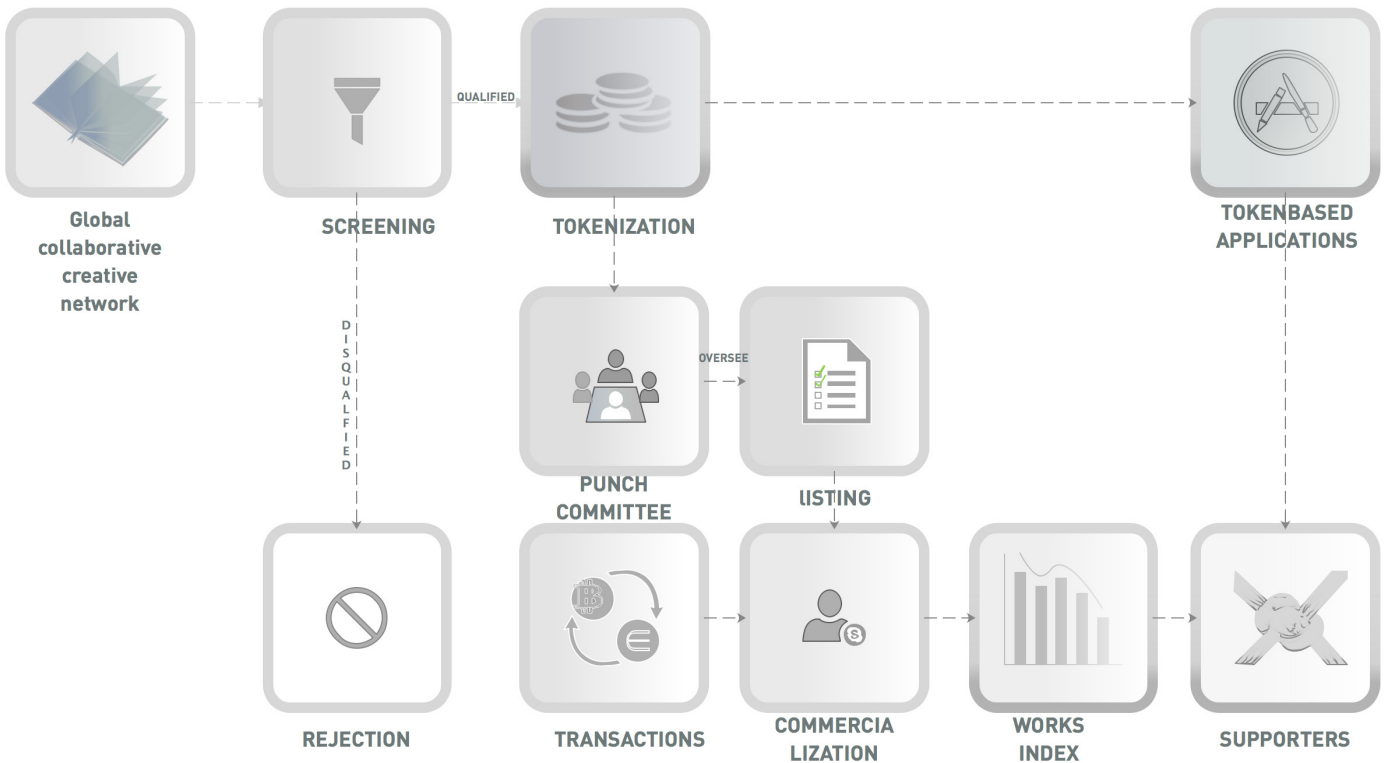 QUALIFIED
Global
collaborative
creative
network
SCREENING
TOKENIZATION
TOKENBASED
APPLICATIONS
DISQUALFIED
OVERSEE
PUNCH
COMMITTEE
lISTING
REJECTION
TRANSACTIONS
COMMERCIA
LIZATION
WORKS
INDEX
SUPPORTERS